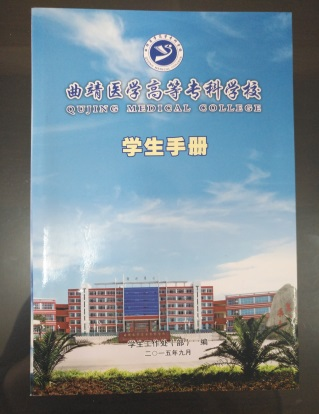 曲靖医学高等专科学校
QUJING MEDICAL COLLEGE
学生手册
学生工作处（部） 编
二〇一五年九月